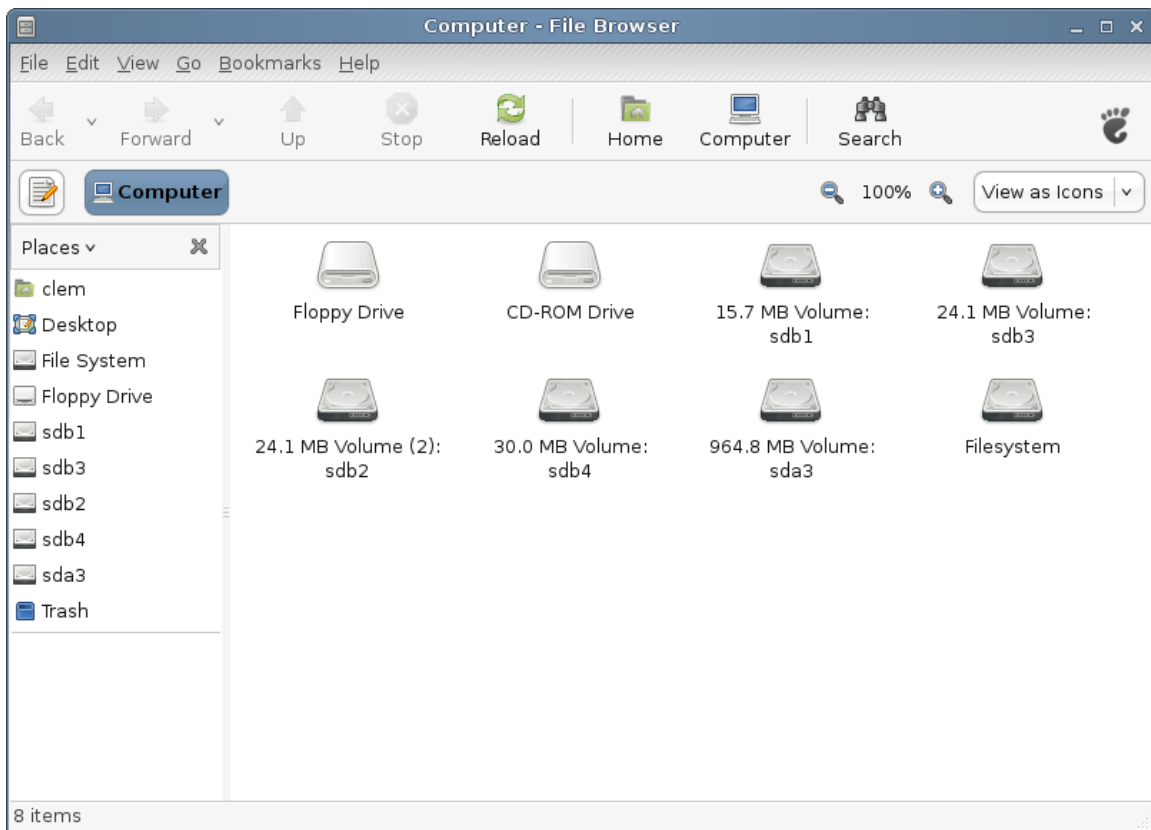 Computer - File Browser
File Edit View Go Bookmarks Help
Back Forward Up Stop Reload Home Computer Search
Computer 100% View as Icons
Places
clem
Desktop
File System
Floppy Drive
sdb1
sdb3
sdb2
sdb4
sda3
Trash
Floppy Drive CD-ROM Drive 15.7 MB Volume: 24.1 MB Volume:
sdb1 sdb3
24.1 MB Volume (2): 30.0 MB Volume: 964.8 MB Volume: Filesystem
sdb2 sdb4 sda3
8 items